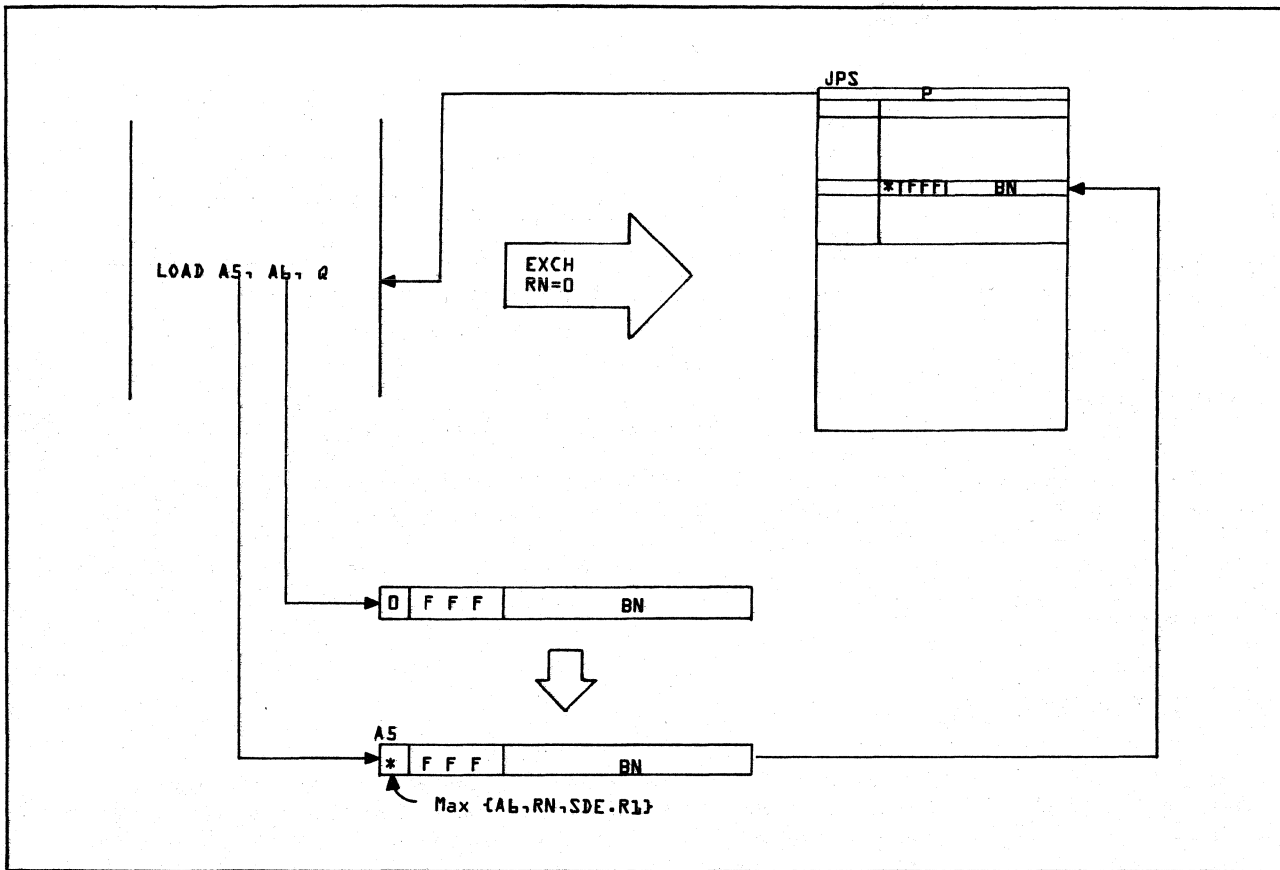 JPS
P
*|FFF| BN
LOAD A5, A6, Q
EXCH
RN=0
0 F F F BN
A5
* F F F BN
Max {A6,RN,SDE.R1}